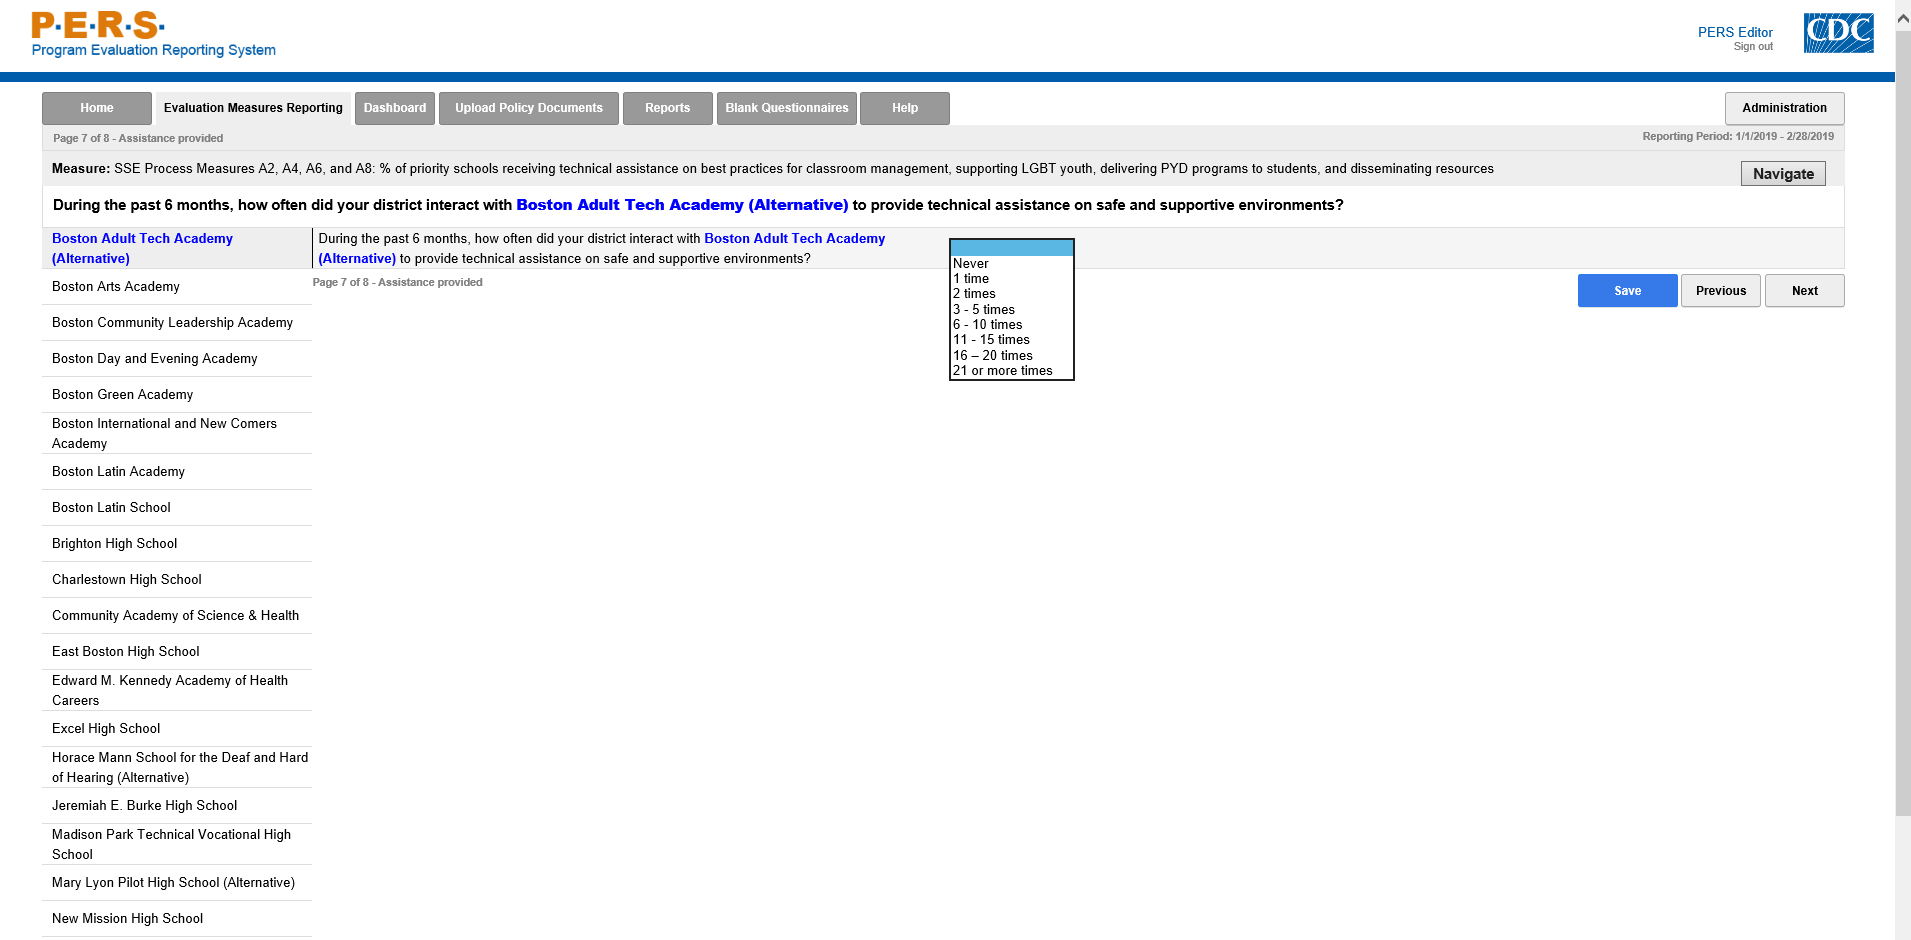 P·E·R·S·
Program Evaluation Reporting System
PERS Editor
Sign out
CDC
Home
Evaluation Measures Reporting
Dashboard
Upload Policy Documents
Reports
Blank Questionnaires
Help
Administration
Page 7 of 8 - Assistance provided
Reporting Period: 1/1/2019 - 2/28/2019
Measure: SSE Process Measures A2, A4, A6, and A8: % of priority schools receiving technical assistance on best practices for classroom management, supporting LGBT youth, delivering PYD programs to students, and disseminating resources
Navigate
During the past 6 months, how often did your district interact with Boston Adult Tech Academy (Alternative) to provide technical assistance on safe and supportive environments?
Boston Adult Tech Academy
(Alternative)
During the past 6 months, how often did your district interact with Boston Adult Tech Academy
(Alternative) to provide technical assistance on safe and supportive environments?
Never
1 time
2 times
3 - 5 times
6 - 10 times
11 - 15 times
16 – 20 times
21 or more times
Page 7 of 8 - Assistance provided
Save
Previous
Next
Boston Arts Academy
Boston Community Leadership Academy
Boston Day and Evening Academy
Boston Green Academy
Boston International and New Comers
Academy
Boston Latin Academy
Boston Latin School
Brighton High School
Charlestown High School
Community Academy of Science & Health
East Boston High School
Edward M. Kennedy Academy of Health
Careers
Excel High School
Horace Mann School for the Deaf and Hard
of Hearing (Alternative)
Jeremiah E. Burke High School
Madison Park Technical Vocational High
School
Mary Lyon Pilot High School (Alternative)
New Mission High School